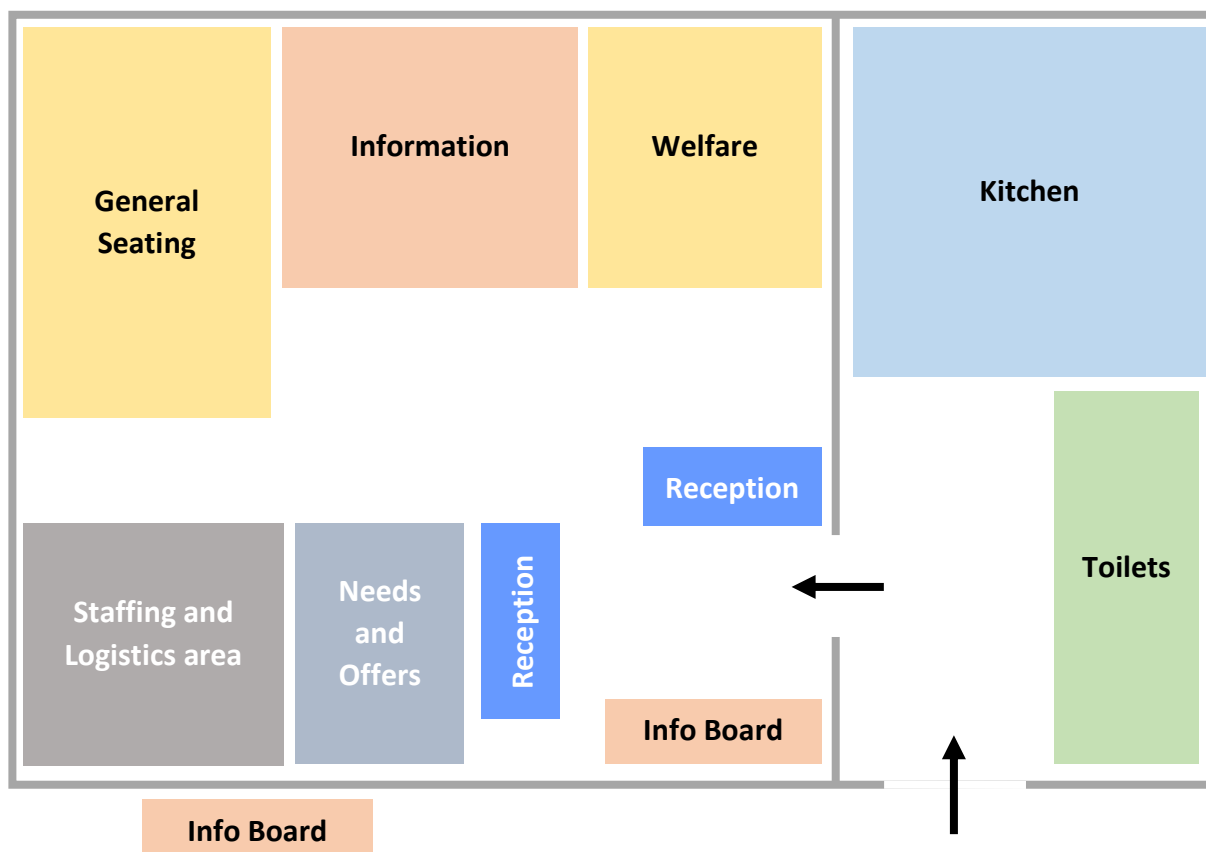 General
Seating
Information
Welfare
Kitchen
Reception
Staffing and
Logistics area
Needs
and
Offers
Reception
Toilets
Info Board
Info Board